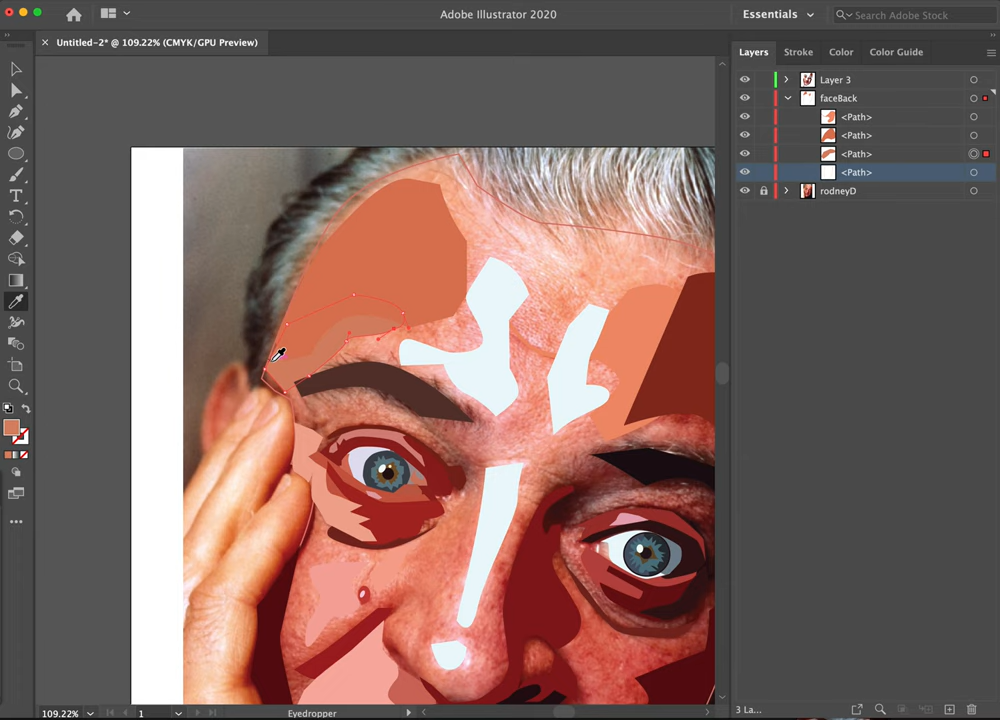 Adobe Illustrator 2020
Essentials
Search Adobe Stock
Untitled-2* @ 109.22% (CMYK/GPU Preview)
Layers
Stroke
Color
Color Guide
Layer 3
faceBack
<Path>
<Path>
<Path>
<Path>
rodneyD
109.22%
1
Eyedropper
3 La...